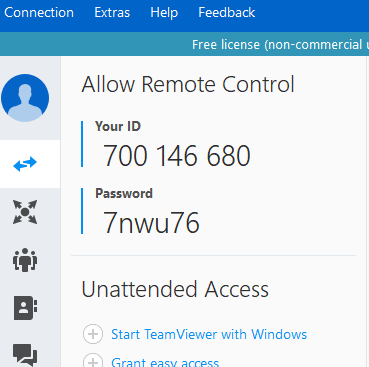 Connection Extras Help Feedback
Free license (non-commercial
Allow Remote Control
Your ID
700 146 680
Password
7nwu76
Unattended Access
Start TeamViewer with Windows
Grant easy access